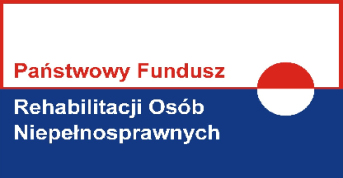 Państwowy Fundusz
Rehabilitacji Osób
Niepełnosprawnych